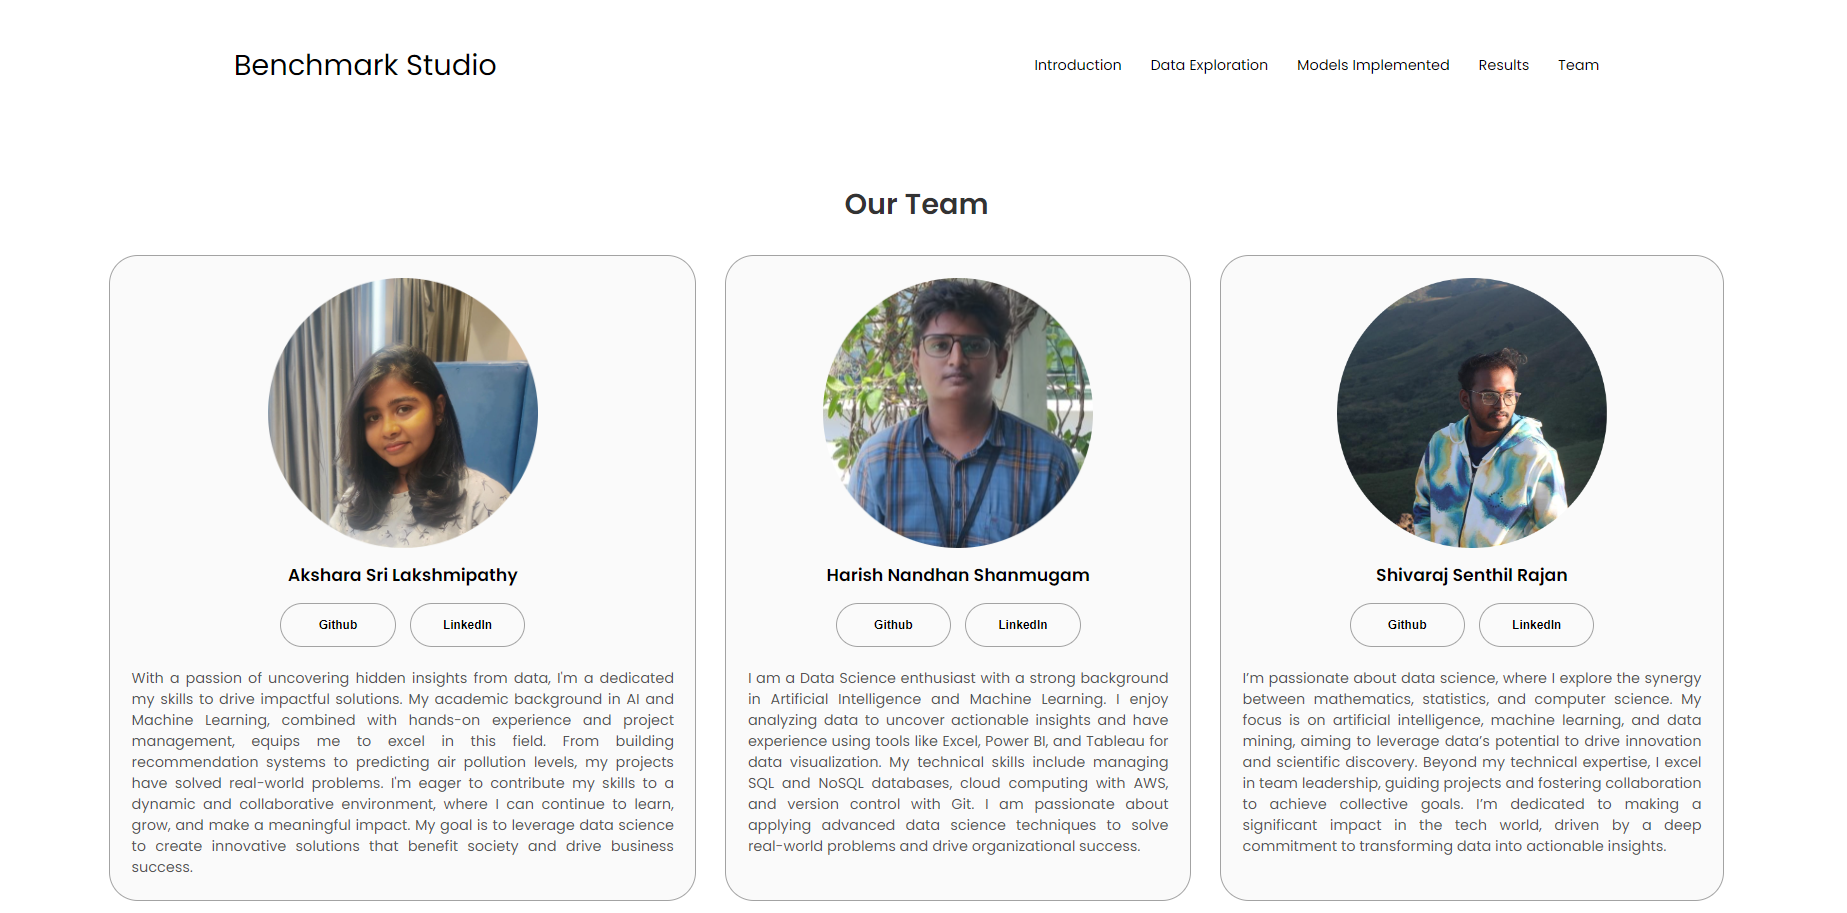 Benchmark Studio
Introduction Data Exploration Models Implemented Results Team
Our Team
Akshara Sri Lakshmipathy
Github LinkedIn
With a passion of uncovering hidden insights from data, I'm a dedicated
my skills to drive impactful solutions. My academic background in AI and
Machine Learning, combined with hands-on experience and project
management, equips me to excel in this field. From building
recommendation systems to predicting air pollution levels, my projects
have solved real-world problems. I'm eager to contribute my skills to a
dynamic and collaborative environment, where I can continue to learn,
grow, and make a meaningful impact. My goal is to leverage data science
to create innovative solutions that benefit society and drive business
success.
Harish Nandhan Shanmugam
Github LinkedIn
I am a Data Science enthusiast with a strong background
in Artificial Intelligence and Machine Learning. I enjoy
analyzing data to uncover actionable insights and have
experience using tools like Excel, Power BI, and Tableau for
data visualization. My technical skills include managing
SQL and NoSQL databases, cloud computing with AWS,
and version control with Git. I am passionate about
applying advanced data science techniques to solve
real-world problems and drive organizational success.
Shivaraj Senthil Rajan
Github LinkedIn
I’m passionate about data science, where I explore the synergy
between mathematics, statistics, and computer science. My
focus is on artificial intelligence, machine learning, and data
mining, aiming to leverage data’s potential to drive innovation
and scientific discovery. Beyond my technical expertise, I excel
in team leadership, guiding projects and fostering collaboration
to achieve collective goals. I’m dedicated to making a
significant impact in the tech world, driven by a deep
commitment to transforming data into actionable insights.